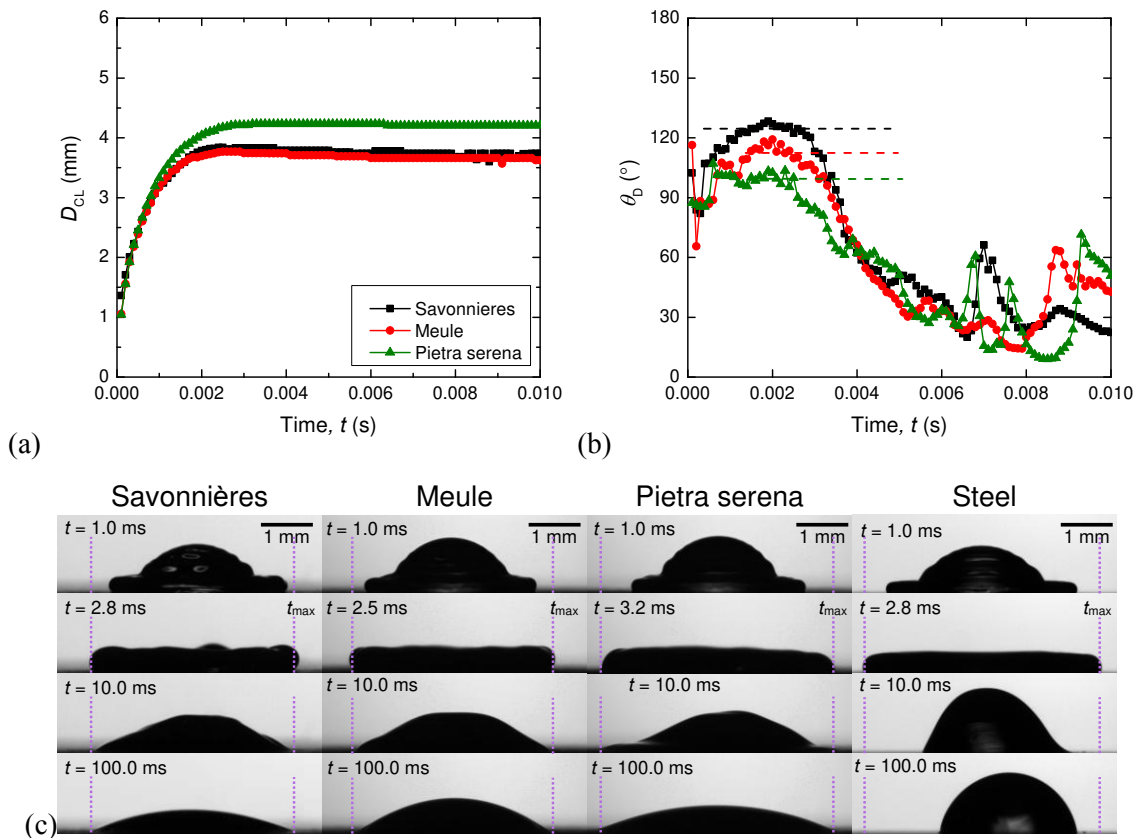 6
5
4
3
2
1
0
D_CL (mm)
0.000 0.002 0.004 0.006 0.008 0.010
Time, t (s)
Savonnieres
Meule
Pietra serena
(a)
180
150
120
90
60
30
0
θ_D (°)
0.000 0.002 0.004 0.006 0.008 0.010
Time, t (s)
(b)
Savonnières Meule Pietra serena Steel
t = 1.0 ms 1 mm t = 1.0 ms 1 mm t = 1.0 ms 1 mm t = 1.0 ms 1 mm
t = 2.8 ms t_max t = 2.5 ms t_max t = 3.2 ms t_max t = 2.8 ms t_max
t = 10.0 ms t = 10.0 ms t = 10.0 ms t = 10.0 ms
t = 100.0 ms t = 100.0 ms t = 100.0 ms t = 100.0 ms
(c)